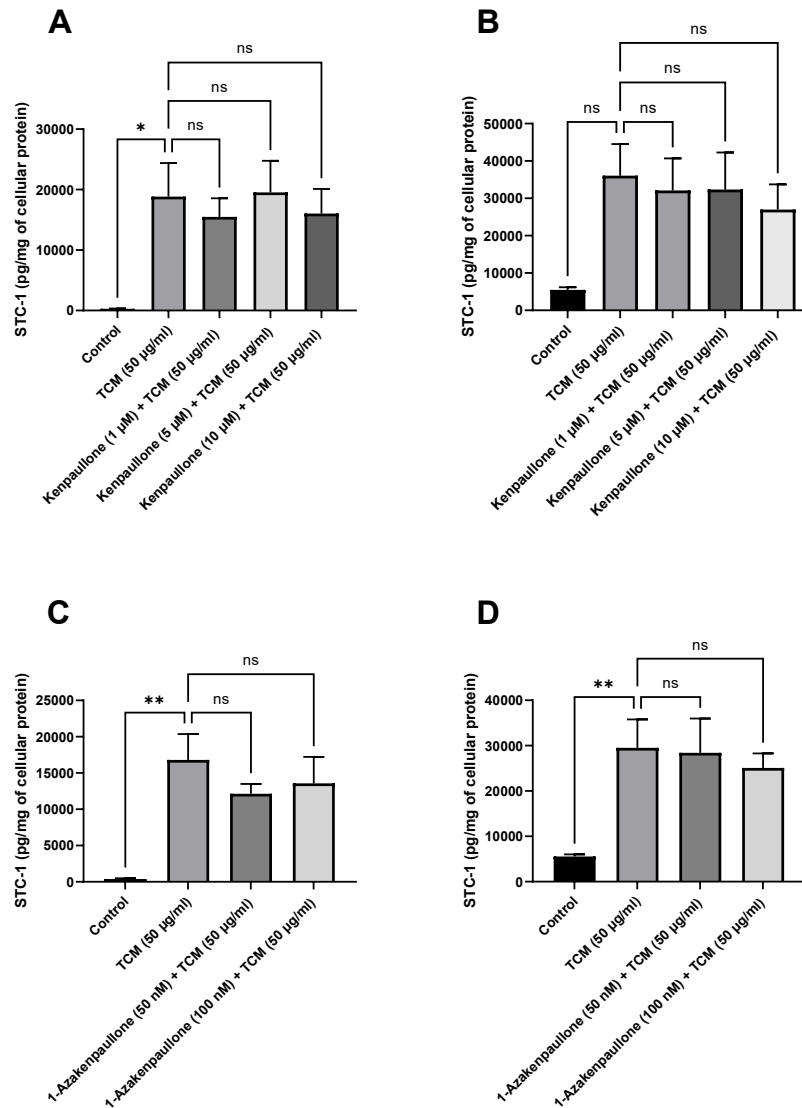 A
ns
ns
* ns
STC-1 (pg/mg of cellular protein)
30000
20000
10000
0
Control
TCM (50 µg/ml)
Kenpaullone (1 µM) + TCM (50 µg/ml)
Kenpaullone (5 µM) + TCM (50 µg/ml)
Kenpaullone (10 µM) + TCM (50 µg/ml)
B
ns
ns
ns ns
STC-1 (pg/mg of cellular protein)
50000
40000
30000
20000
10000
0
Control
TCM (50 µg/ml)
Kenpaullone (1 µM) + TCM (50 µg/ml)
Kenpaullone (5 µM) + TCM (50 µg/ml)
Kenpaullone (10 µM) + TCM (50 µg/ml)
C
ns
** ns
STC-1 (pg/mg of cellular protein)
25000
20000
15000
10000
5000
0
Control
TCM (50 µg/ml)
1-Azakenpaullone (50 nM) + TCM (50 µg/ml)
1-Azakenpaullone (100 nM) + TCM (50 µg/ml)
D
ns
** ns
STC-1 (pg/mg of cellular protein)
40000
30000
20000
10000
0
Control
TCM (50 µg/ml)
1-Azakenpaullone (50 nM) + TCM (50 µg/ml)
1-Azakenpaullone (100 nM) + TCM (50 µg/ml)